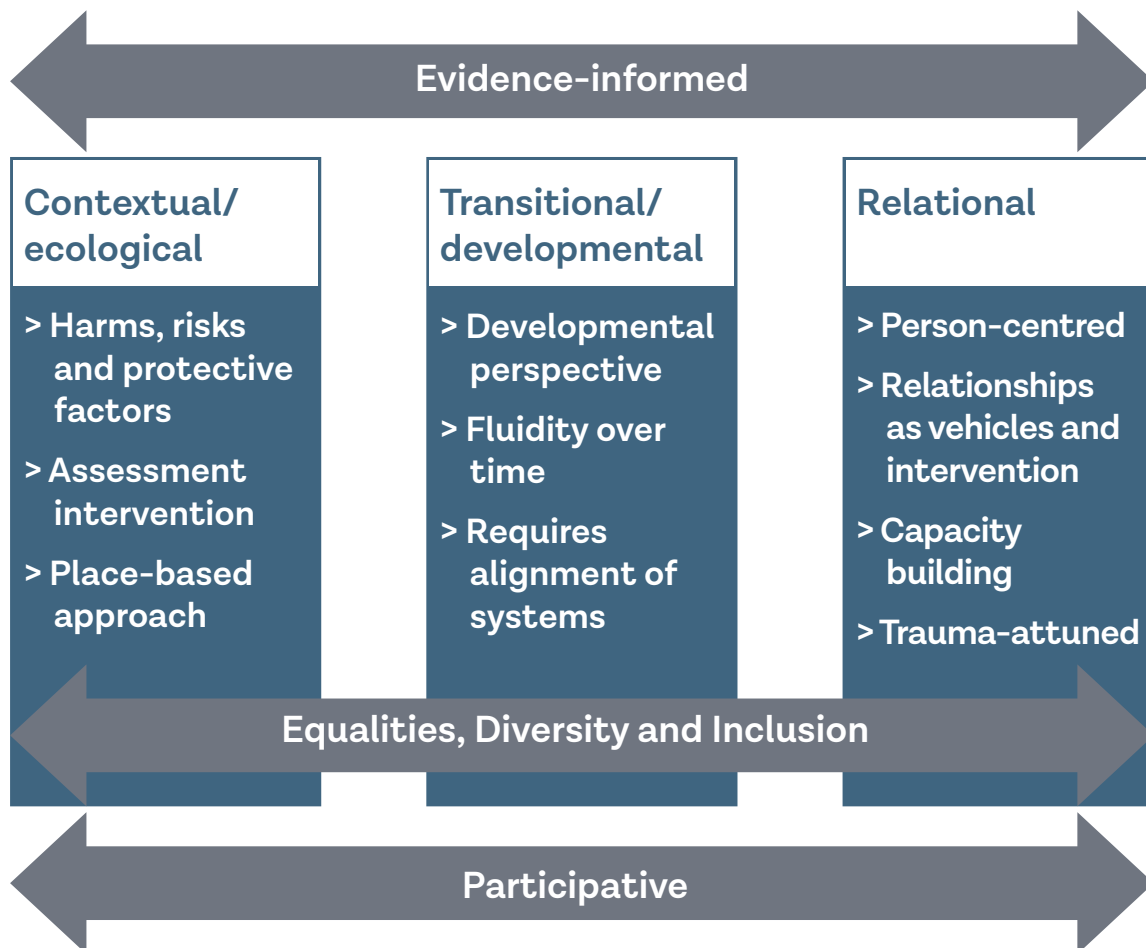 Evidence-informed
Contextual/
ecological
> Harms, risks
and protective
factors
> Assessment
intervention
> Place-based
approach
Transitional/
developmental
> Developmental
perspective
> Fluidity over
time
> Requires
alignment of
systems
Relational
> Person-centred
> Relationships
as vehicles and
intervention
> Capacity
building
> Trauma-attuned
Equalities, Diversity and Inclusion
Participative